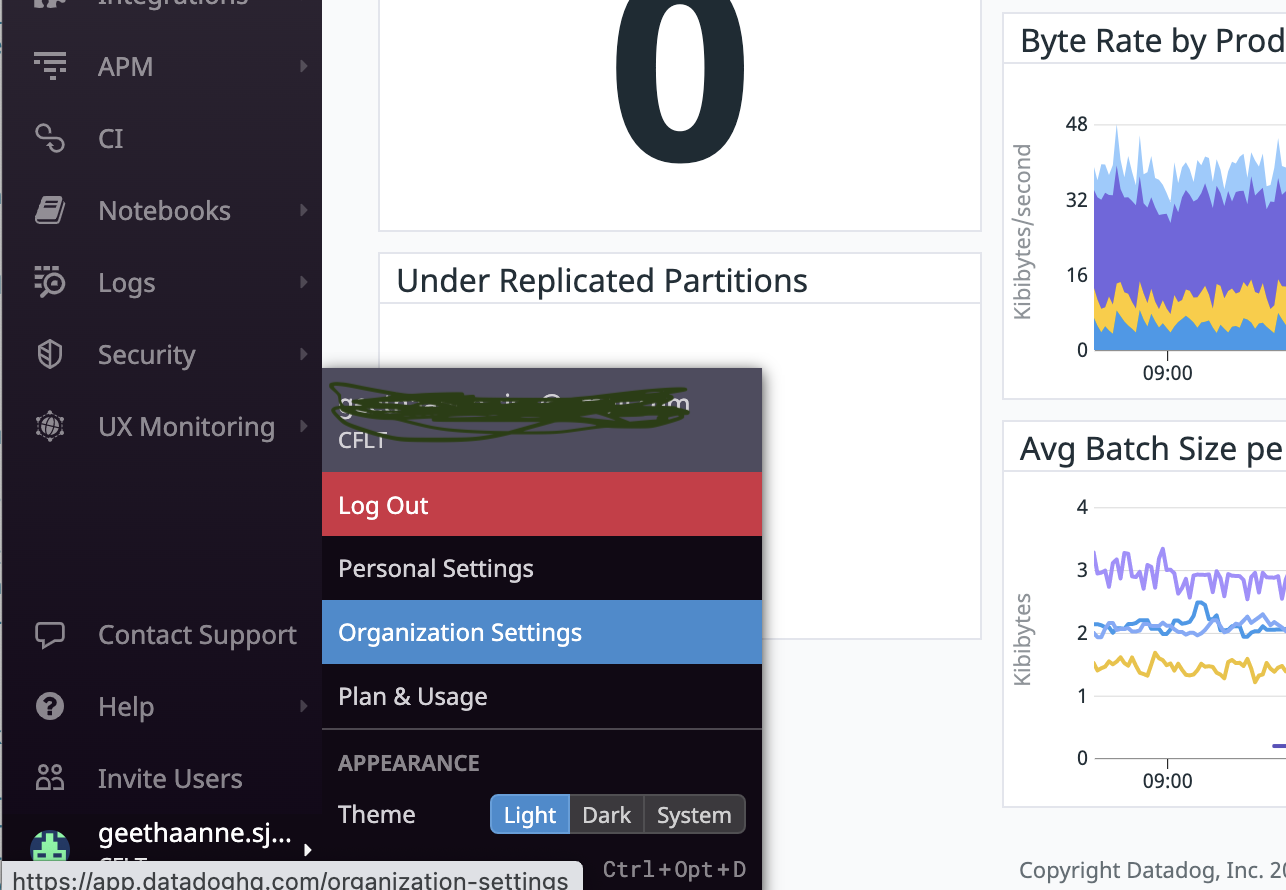 APM
CI
Notebooks
Logs
Security
UX Monitoring
Contact Support
Help
Invite Users
geethaanne.sj...
CFLT
https://app.datadoghq.com/organization-settings
0
Under Replicated Partitions
CFLT
Log Out
Personal Settings
Organization Settings
Plan & Usage
APPEARANCE
Theme
Light
Dark
System
Ctrl+Opt+D
Byte Rate by Prod
Kibibytes/second
48
32
16
0
09:00
Avg Batch Size pe
Kibibytes
4
3
2
1
0
09:00
Copyright Datadog, Inc. 20